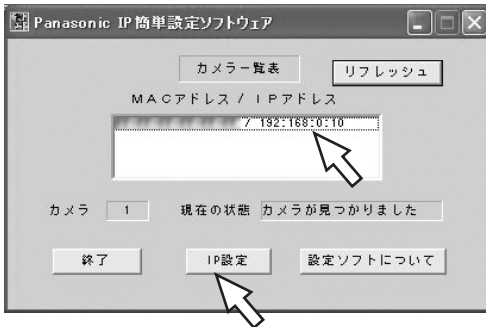 Panasonic IP簡単設定ソフトウェア
カメラ一覧表
リフレッシュ
MACアドレス / IPアドレス
/ 192:168:0:10
カメラ 1 現在の状態 カメラが見つかりました
終了 IP設定 設定ソフトについて